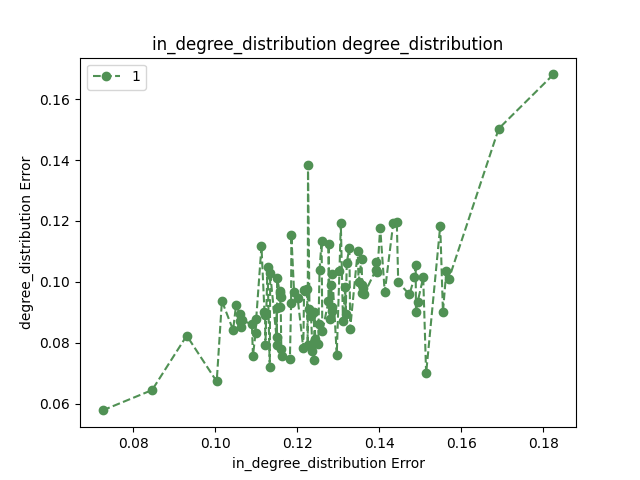 in_degree_distribution degree_distribution
1
0.16
0.14
0.12
0.10
0.08
0.06
degree_distribution Error
0.08 0.10 0.12 0.14 0.16 0.18
in_degree_distribution Error